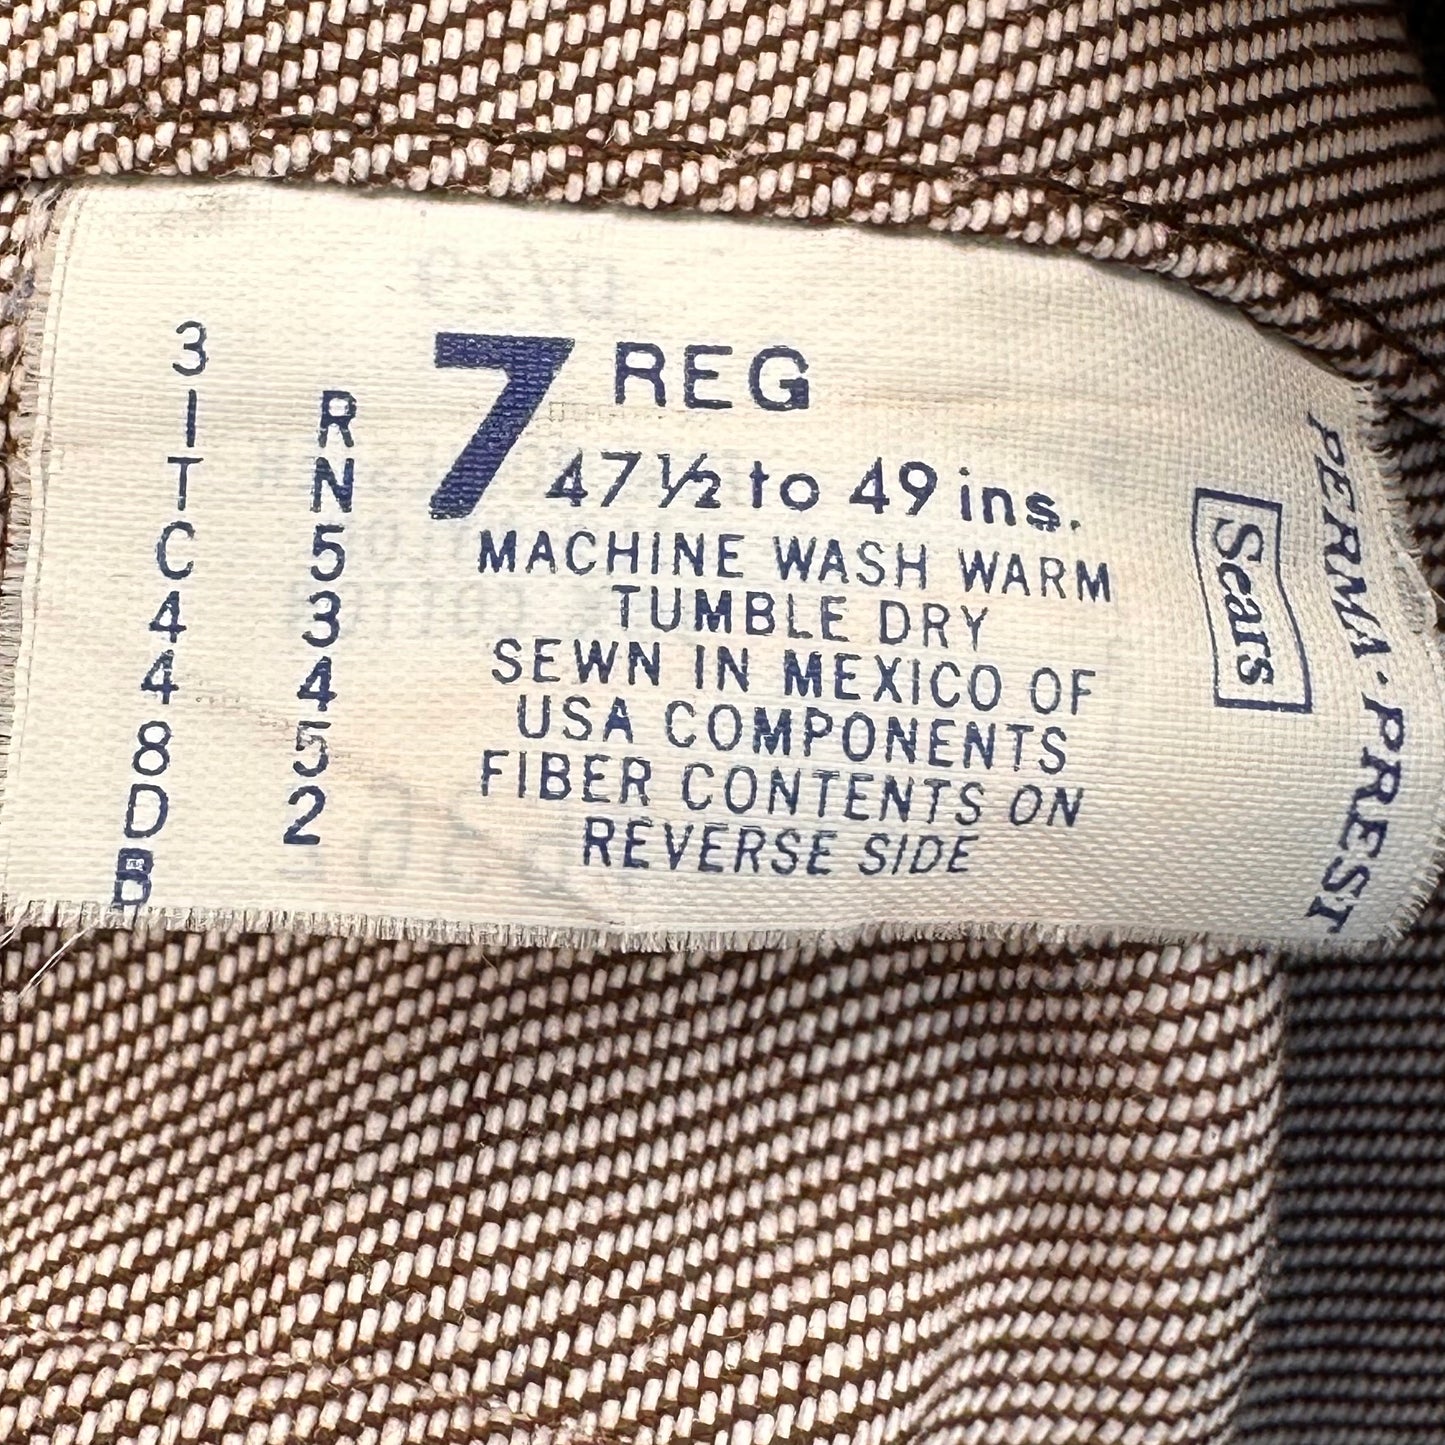 7 REG
47½ to 49 ins.
MACHINE WASH WARM
TUMBLE DRY
SEWN IN MEXICO OF
USA COMPONENTS
FIBER CONTENTS ON
REVERSE SIDE
3ITC448DB
RN53452
Sears
PERMA·PREST